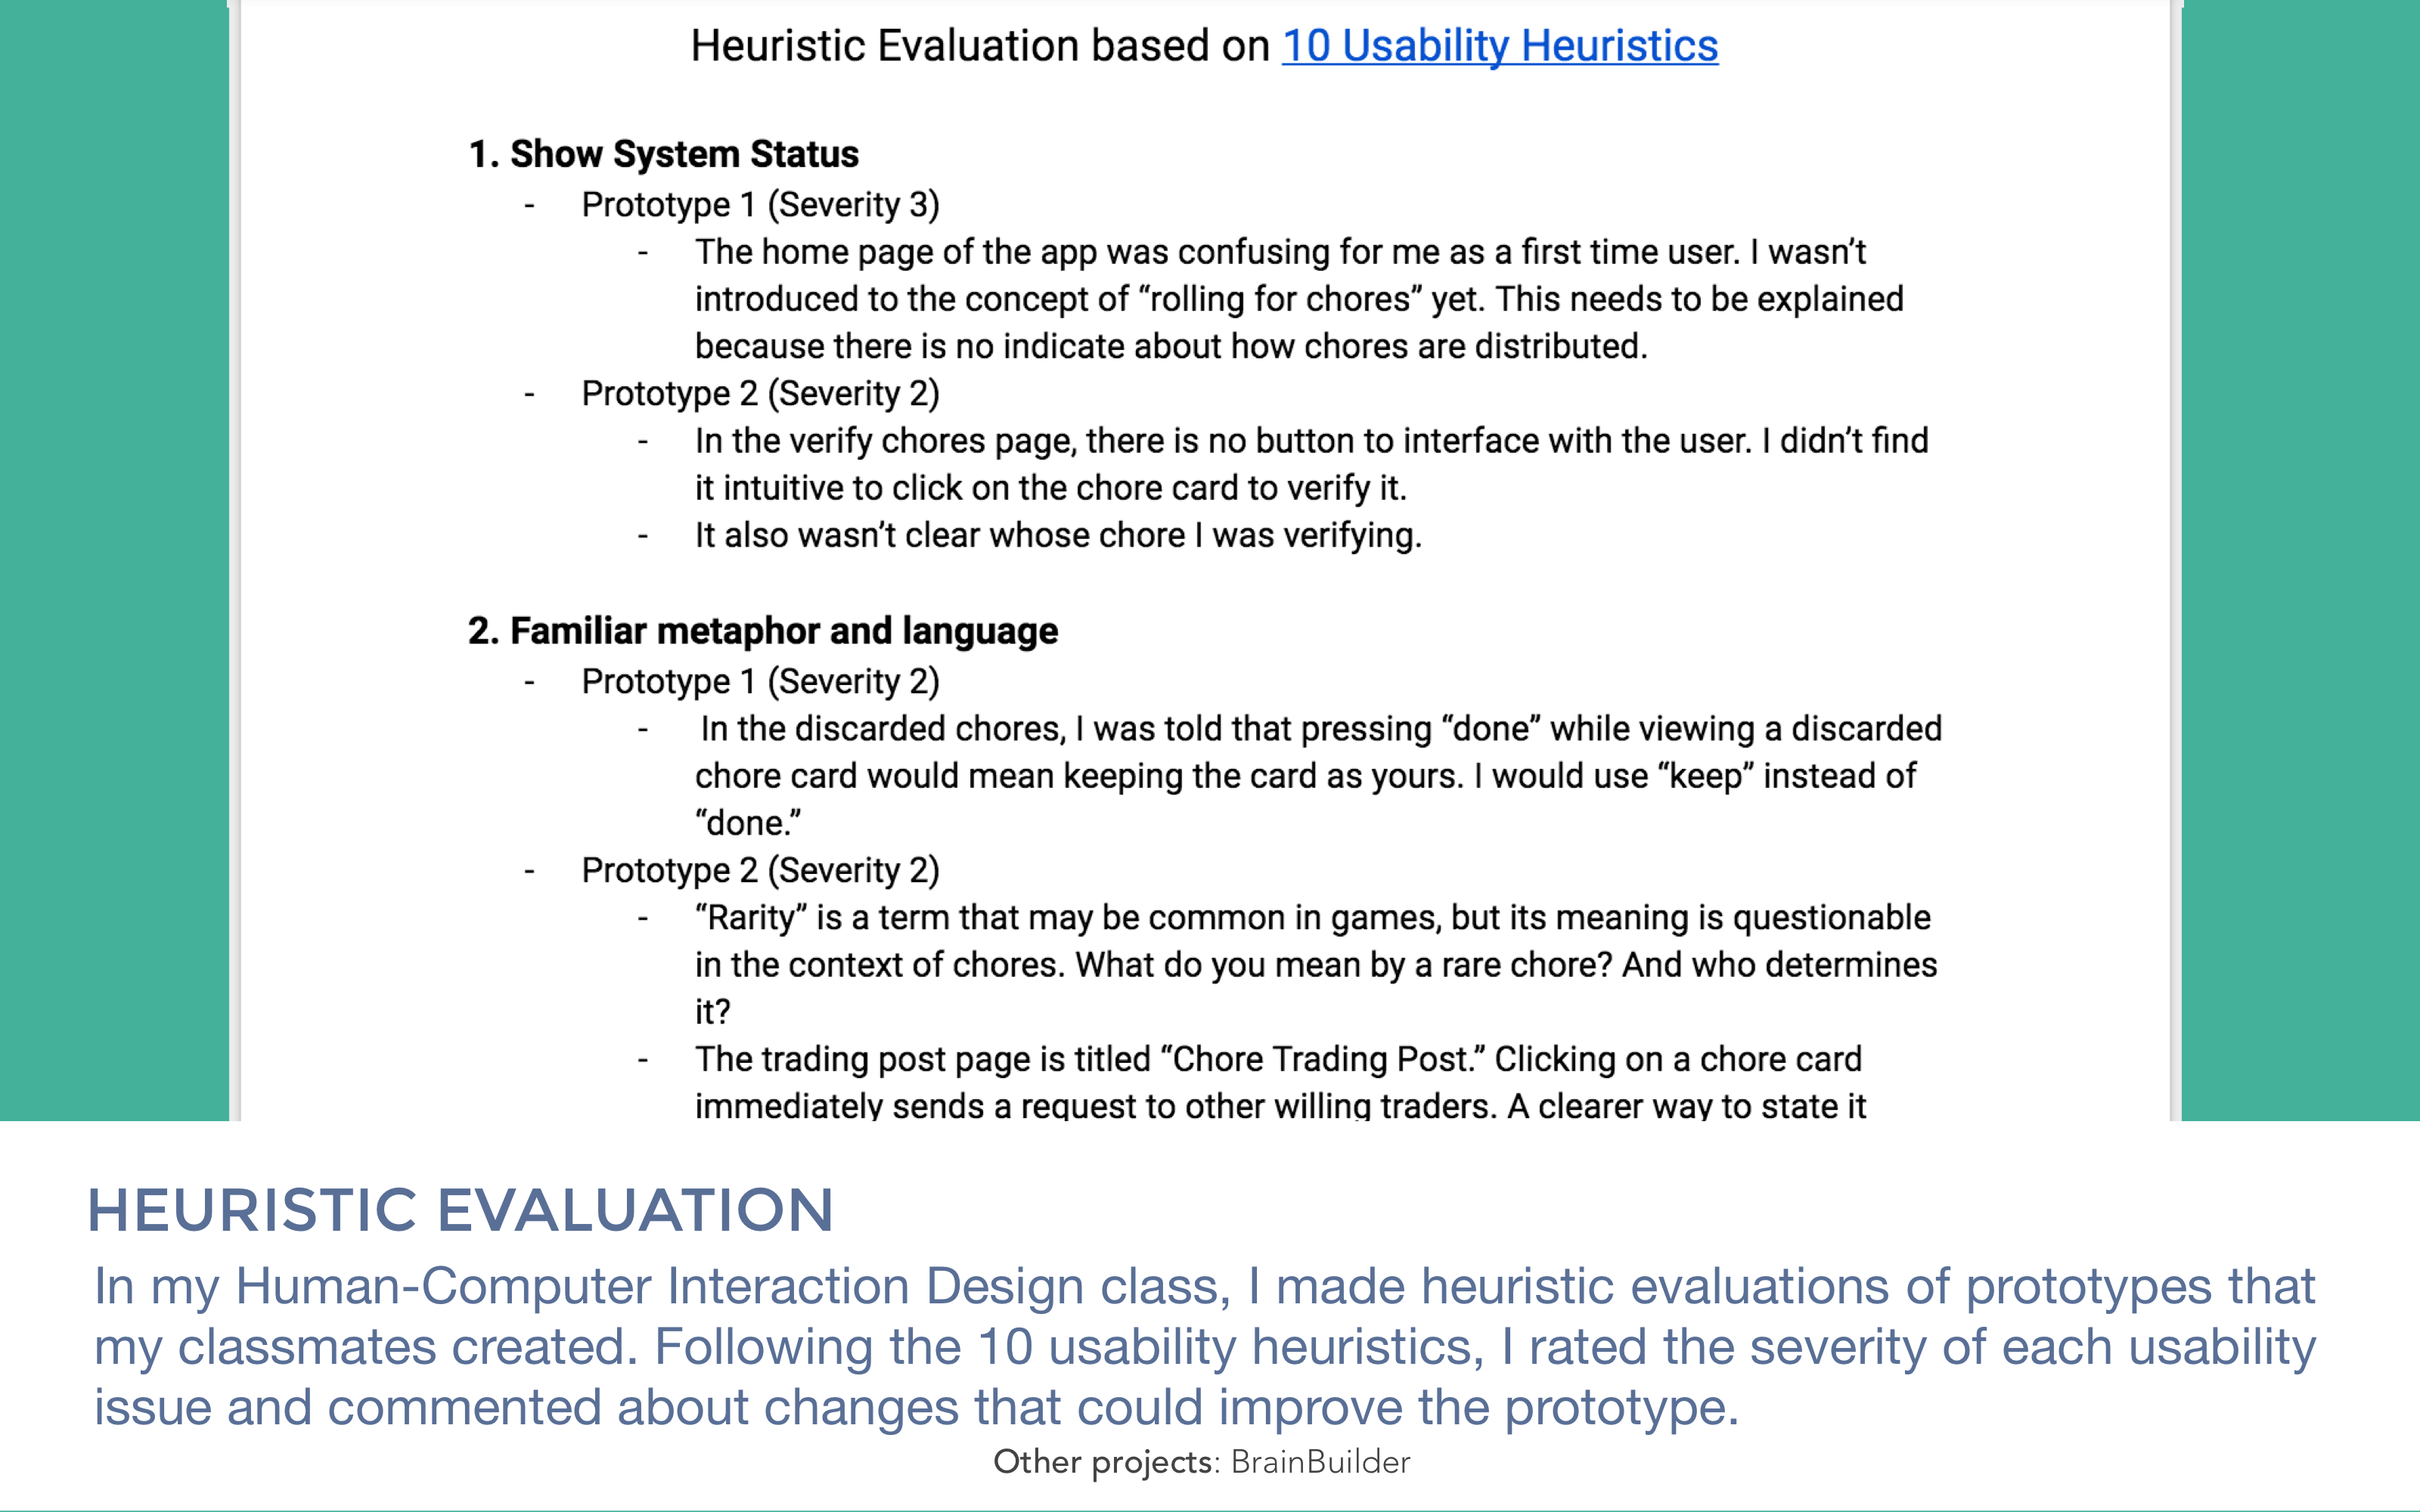 Heuristic Evaluation based on 10 Usability Heuristics
1. Show System Status
- Prototype 1 (Severity 3)
- The home page of the app was confusing for me as a first time user. I wasn’t
introduced to the concept of “rolling for chores” yet. This needs to be explained
because there is no indicate about how chores are distributed.
- Prototype 2 (Severity 2)
- In the verify chores page, there is no button to interface with the user. I didn’t find
it intuitive to click on the chore card to verify it.
- It also wasn’t clear whose chore I was verifying.
2. Familiar metaphor and language
- Prototype 1 (Severity 2)
- In the discarded chores, I was told that pressing “done” while viewing a discarded
chore card would mean keeping the card as yours. I would use “keep” instead of
“done.”
- Prototype 2 (Severity 2)
- “Rarity” is a term that may be common in games, but its meaning is questionable
in the context of chores. What do you mean by a rare chore? And who determines
it?
- The trading post page is titled “Chore Trading Post.” Clicking on a chore card
immediately sends a request to other willing traders. A clearer way to state it
HEURISTIC EVALUATION
In my Human-Computer Interaction Design class, I made heuristic evaluations of prototypes that
my classmates created. Following the 10 usability heuristics, I rated the severity of each usability
issue and commented about changes that could improve the prototype.
Other projects: BrainBuilder